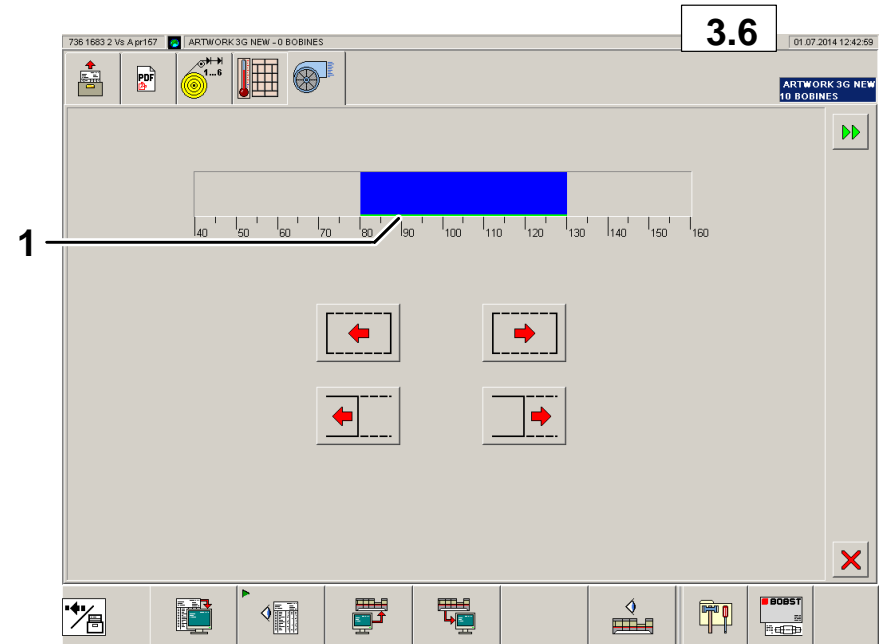 3.6
736 1683 2 Vs Apr157 ARTWORK 3G NEW - 0 BOBINES 01.07.2014 12:42:59
PDF
1...6
ARTWORK 3G NEW
10 BOBINES
40 50 60 70 80 90 100 110 120 130 140 150 160
1
BOBST